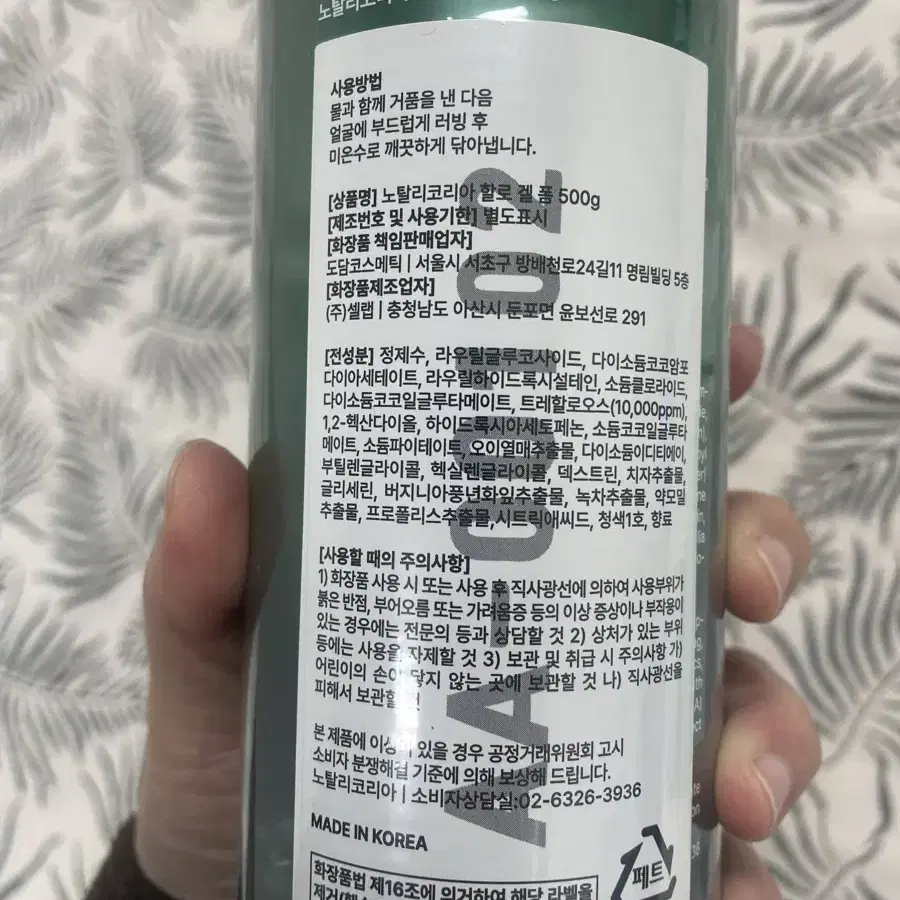 노탈리코리아
사용방법
물과 함께 거품을 낸 다음
얼굴에 부드럽게 러빙 후
미온수로 깨끗하게 닦아냅니다.
[상품명] 노탈리코리아 할로 겔 폼 500g
[제조번호 및 사용기한] 별도표시
[화장품 책임판매업자]
도담코스메틱 | 서울시 서초구 방배천로24길11 명림빌딩 5층
[화장품제조업자]
(주)셀랩 | 충청남도 아산시 둔포면 윤보선로 291
[전성분] 정제수, 라우릴글루코사이드, 다이소듐코코암포
다이아세테이트, 라우릴하이드록시설테인, 소듐클로라이드,
다이소듐코코일글루타메이트, 트레할로오스(10,000ppm),
1,2-헥산다이올, 하이드록시아세토페논, 소듐코코일글루타
메이트, 소듐파이테이트, 오이열매추출물, 다이소듐이디티에이,
부틸렌글라이콜, 헥실렌글라이콜, 덱스트린, 치자추출물,
글리세린, 버지니아풍년화잎추출물, 녹차추출물, 약모밀
추출물, 프로폴리스추출물,시트릭애씨드, 청색1호, 향료
[사용할 때의 주의사항]
1) 화장품 사용 시 또는 사용 후 직사광선에 의하여 사용부위가
붉은 반점, 부어오름 또는 가려움증 등의 이상 증상이나 부작용이
있는 경우에는 전문의 등과 상담할 것 2) 상처가 있는 부위
등에는 사용을 자제할 것 3) 보관 및 취급 시 주의사항 가)
어린이의 손이 닿지 않는 곳에 보관할 것 나) 직사광선을
피해서 보관할 것
본 제품에 이상이 있을 경우 공정거래위원회 고시
소비자 분쟁해결 기준에 의해 보상해 드립니다.
노탈리코리아 | 소비자상담실:02-6326-3936
MADE IN KOREA
페트
화장품법 제16조에 의거하여 해당 라벨을